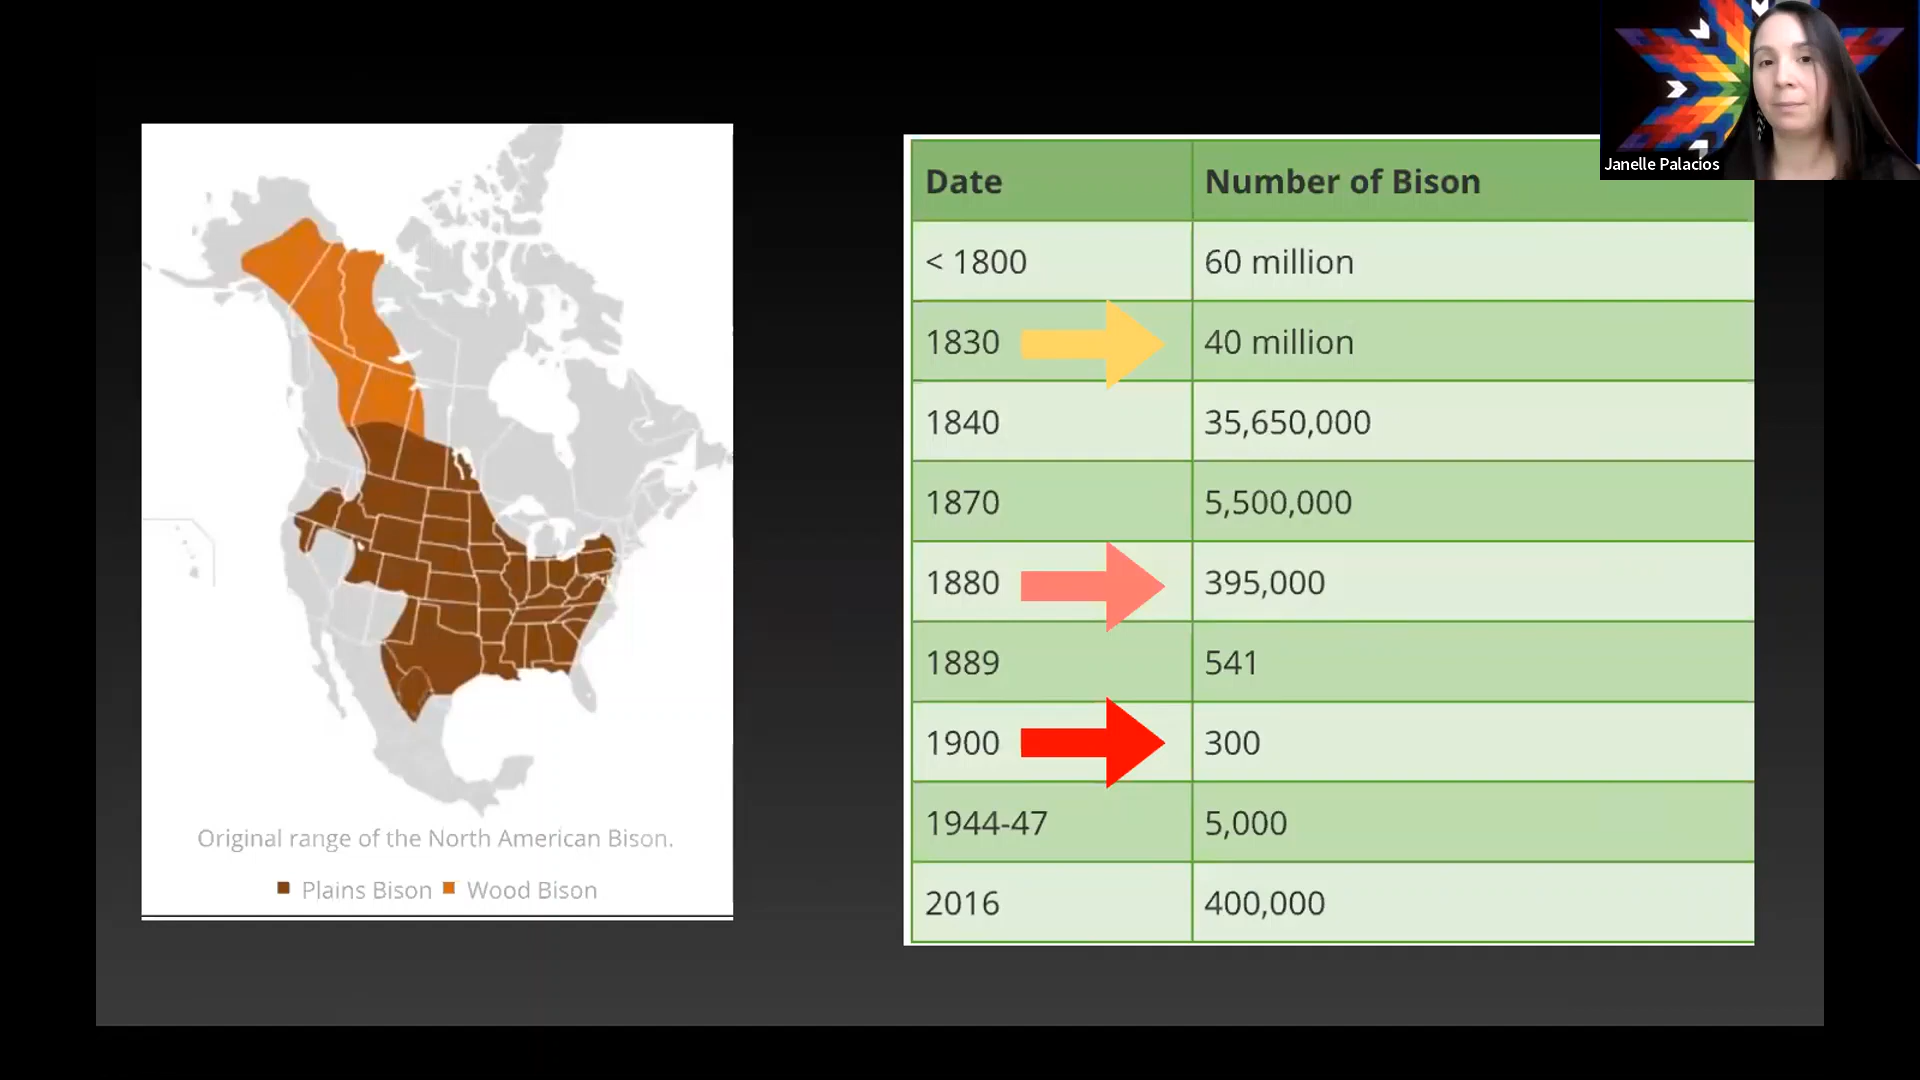 Janelle Palacios
Original range of the North American Bison.
Plains Bison Wood Bison
Date Number of Bison
< 1800 60 million
1830 40 million
1840 35,650,000
1870 5,500,000
1880 395,000
1889 541
1900 300
1944-47 5,000
2016 400,000